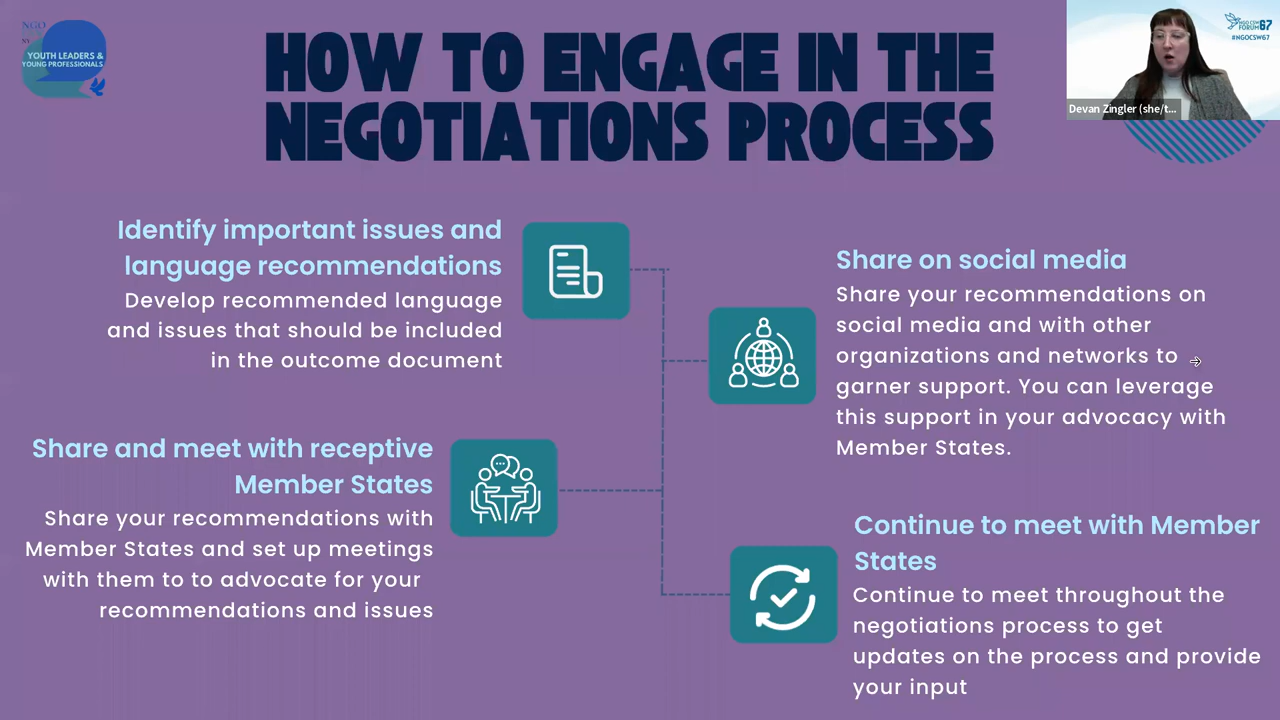 NGO
YOUTH LEADERS &
YOUNG PROFESSIONALS
HOW TO ENGAGE IN THE
NEGOTIATIONS PROCESS
NGO CSW
FORUM 67
#NGOCSW67
Devan Zingler (she/t...
Identify important issues and
language recommendations
Develop recommended language
and issues that should be included
in the outcome document
Share on social media
Share your recommendations on
social media and with other
organizations and networks to
garner support. You can leverage
this support in your advocacy with
Member States.
Share and meet with receptive
Member States
Share your recommendations with
Member States and set up meetings
with them to to advocate for your
recommendations and issues
Continue to meet with Member
States
Continue to meet throughout the
negotiations process to get
updates on the process and provide
your input